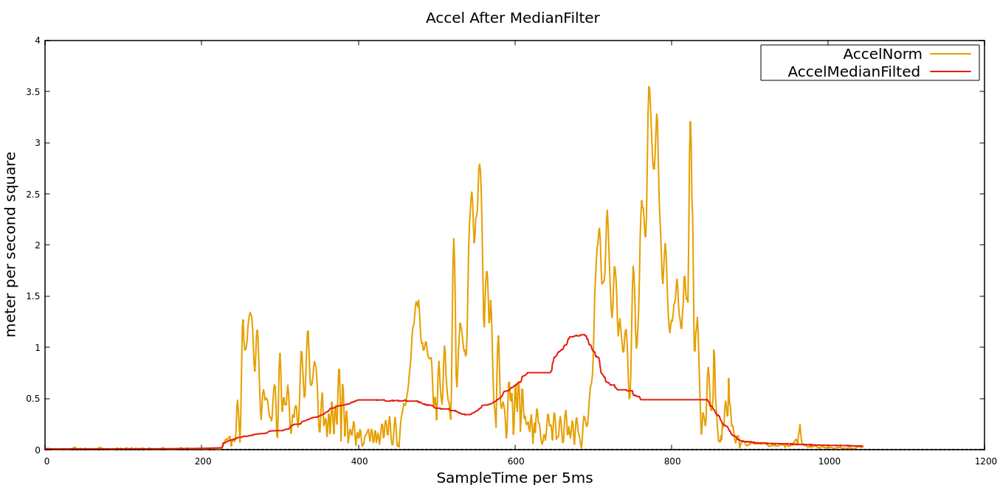 Accel After MedianFilter
AccelNorm
AccelMedianFilted
meter per second square
4
3.5
3
2.5
2
1.5
1
0.5
0
0 200 400 600 800 1000 1200
SampleTime per 5ms